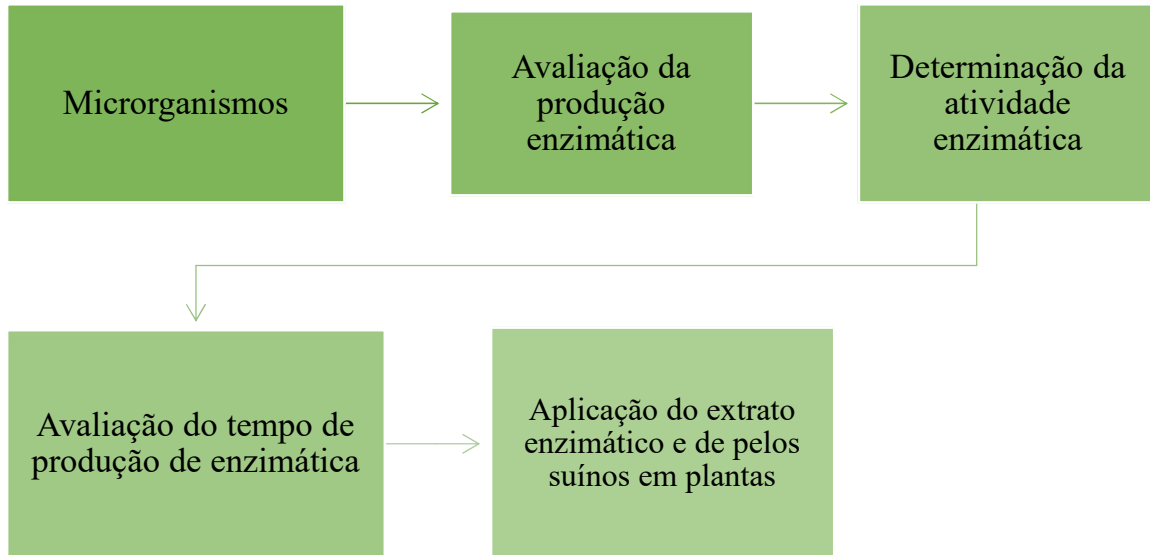 Microrganismos
Avaliação da
produção
enzimática
Determinação da
atividade
enzimática
Avaliação do tempo de
produção de enzimática
Aplicação do extrato
enzimático e de pelos
suínos em plantas